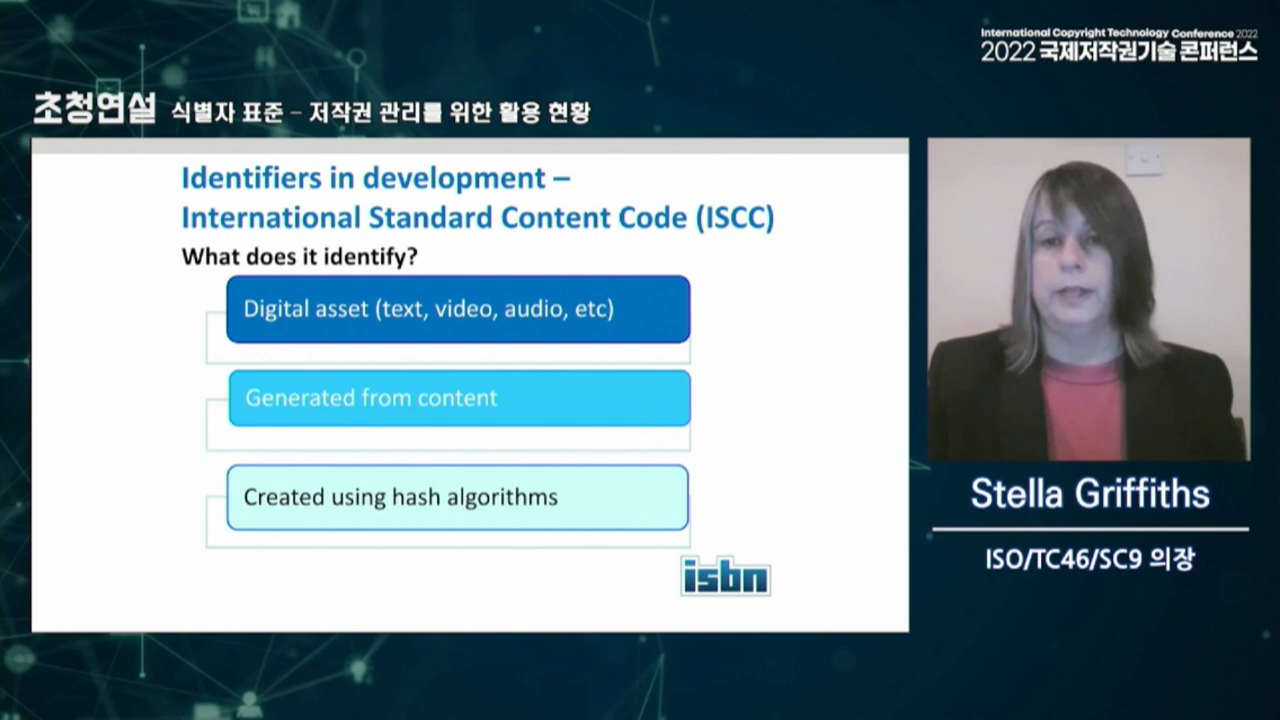 International Copyright Technology Conference 2022
2022 국제저작권기술 콘퍼런스
초청연설 식별자 표준 – 저작권 관리를 위한 활용 현황
Identifiers in development –
International Standard Content Code (ISCC)
What does it identify?
Digital asset (text, video, audio, etc)
Generated from content
Created using hash algorithms
isbn
Stella Griffiths
ISO/TC46/SC9 의장